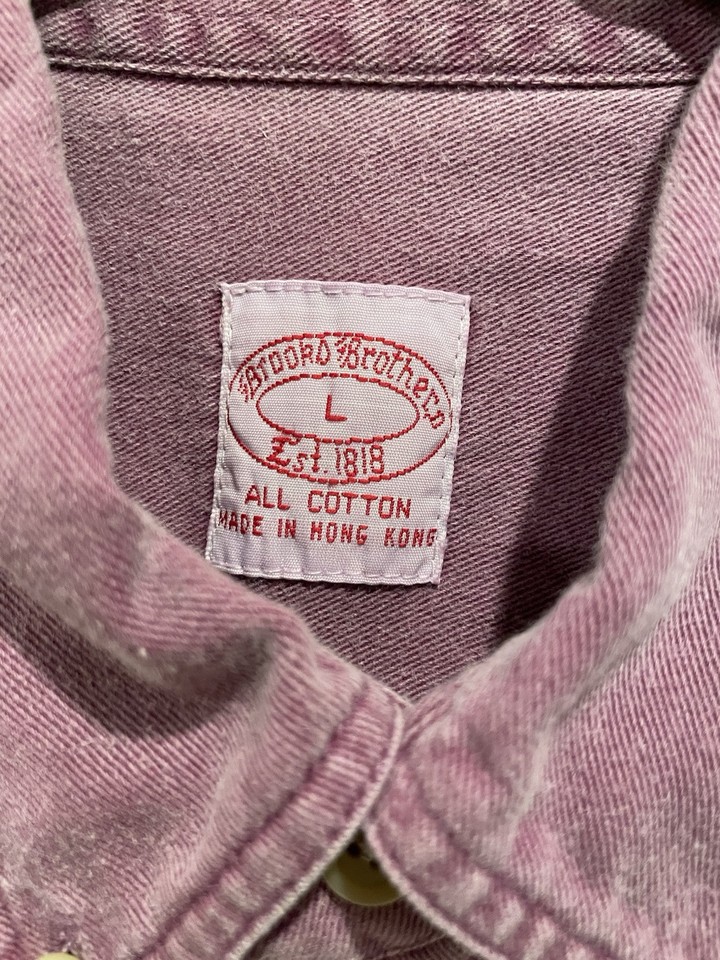 Brooks Brothers
L
Est. 1818
ALL COTTON
MADE IN HONG KONG